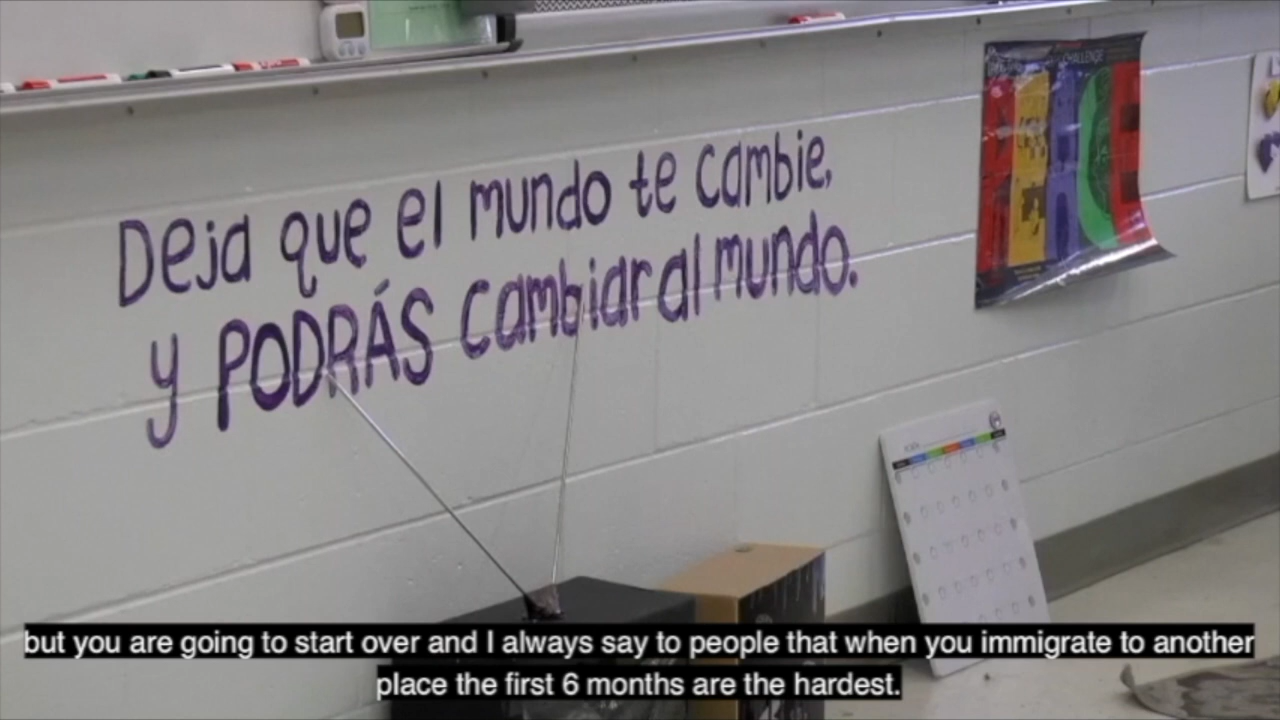 CHALLENGE
Deja que el mundo te cambie,
y PODRÁS cambiar al mundo.
but you are going to start over and I always say to people that when you immigrate to another
place the first 6 months are the hardest.